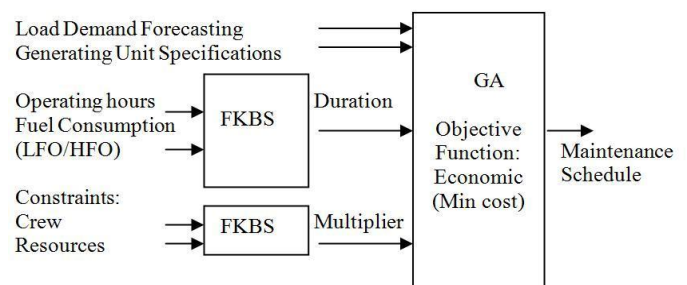 Load Demand Forecasting
Generating Unit Specifications
Operating hours
Fuel Consumption
(LFO/HFO)
FKBS
Duration
Constraints:
Crew
Resources
FKBS
Multiplier
GA
Objective
Function:
Economic
(Min cost)
Maintenance
Schedule